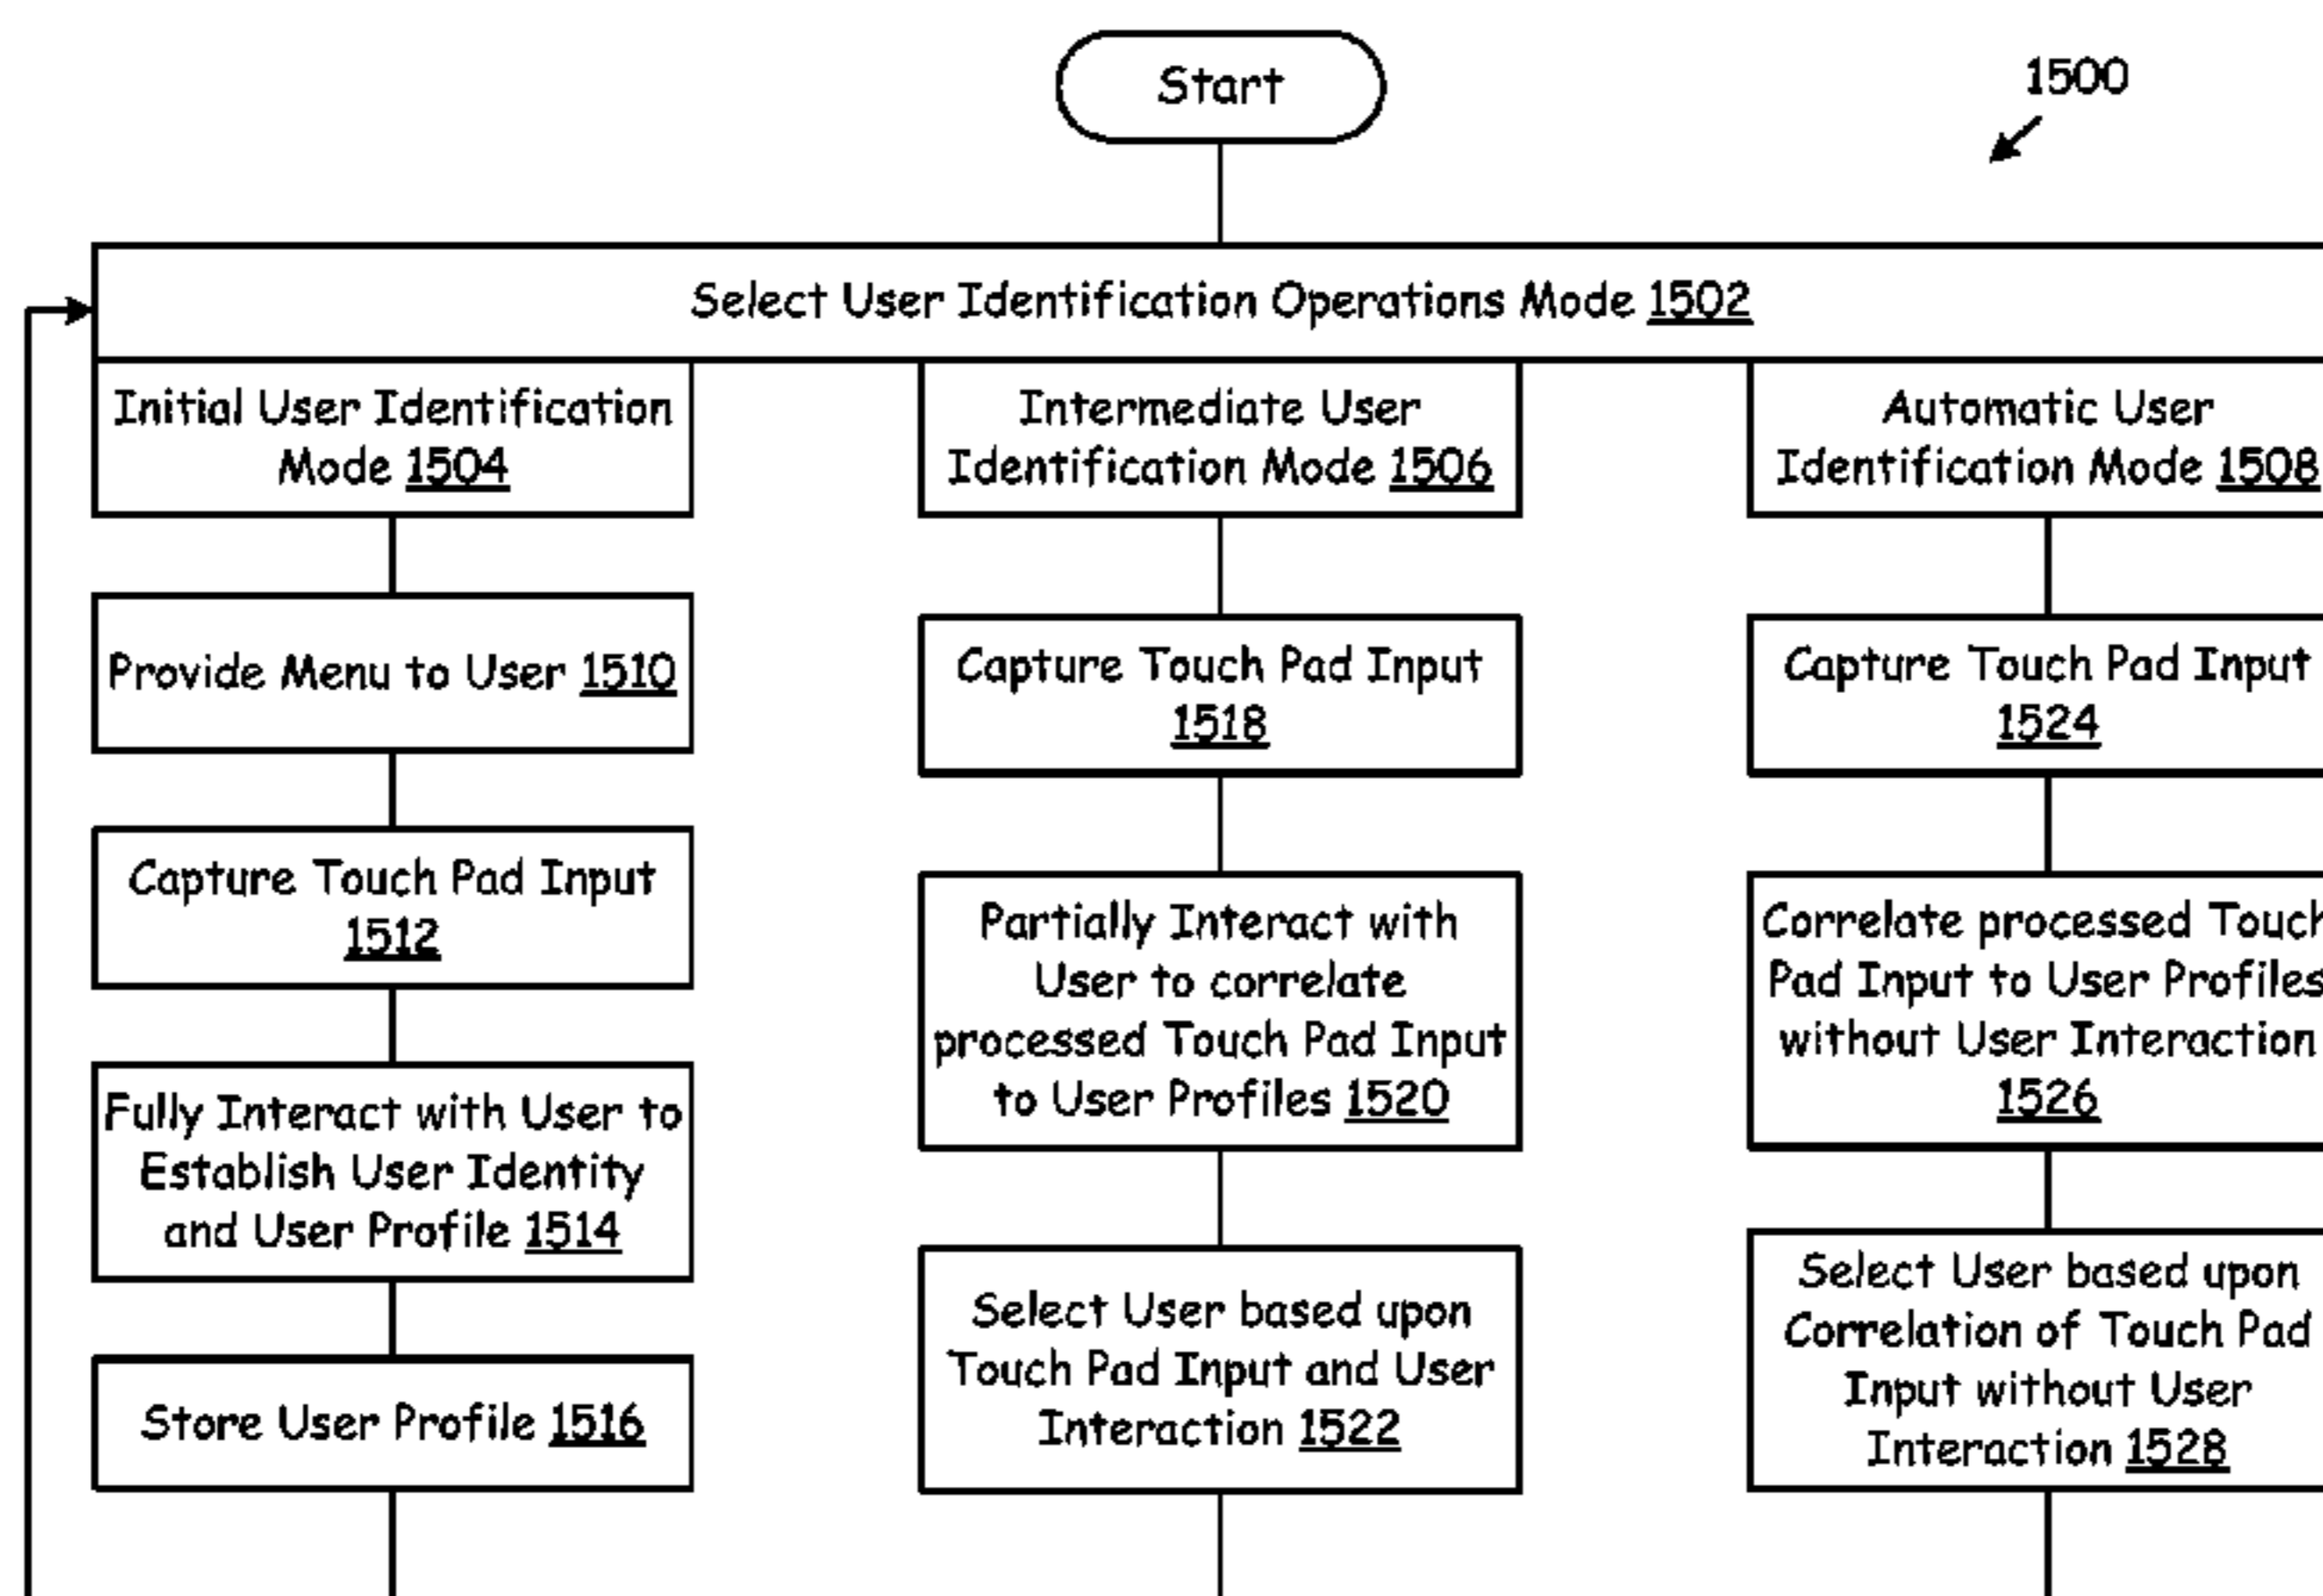 Start
1500
Select User Identification Operations Mode 1502
Initial User Identification
Mode 1504
Provide Menu to User 1510
Capture Touch Pad Input
1512
Fully Interact with User to
Establish User Identity
and User Profile 1514
Store User Profile 1516
Intermediate User
Identification Mode 1506
Capture Touch Pad Input
1518
Partially Interact with
User to correlate
processed Touch Pad Input
to User Profiles 1520
Select User based upon
Touch Pad Input and User
Interaction 1522
Automatic User
Identification Mode 1508
Capture Touch Pad Input
1524
Correlate processed Touch
Pad Input to User Profiles
without User Interaction
1526
Select User based upon
Correlation of Touch Pad
Input without User
Interaction 1528